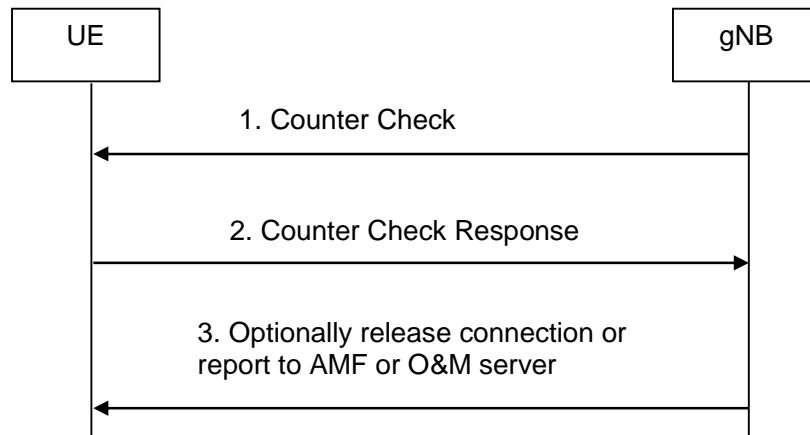 UE
gNB
1. Counter Check
2. Counter Check Response
3. Optionally release connection or
report to AMF or O&M server